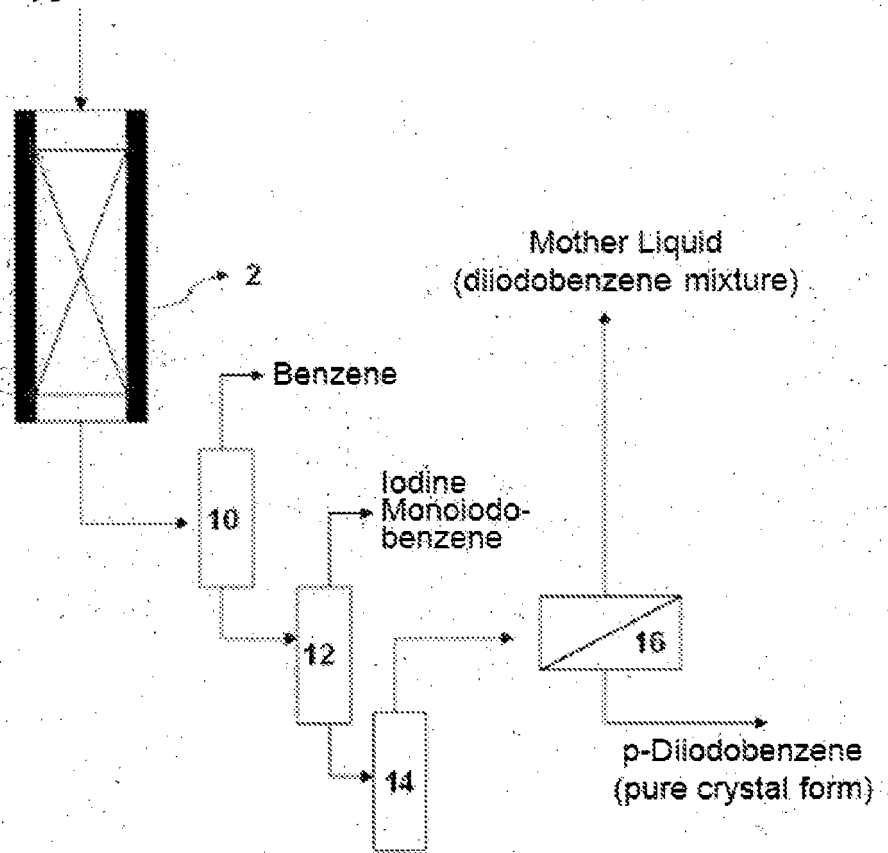 Mother Liquid
(diiodobenzene mixture)
2
Benzene
Iodine
Monoiodo-
benzene
10
12
16
14
p-Diiodobenzene
(pure crystal form)